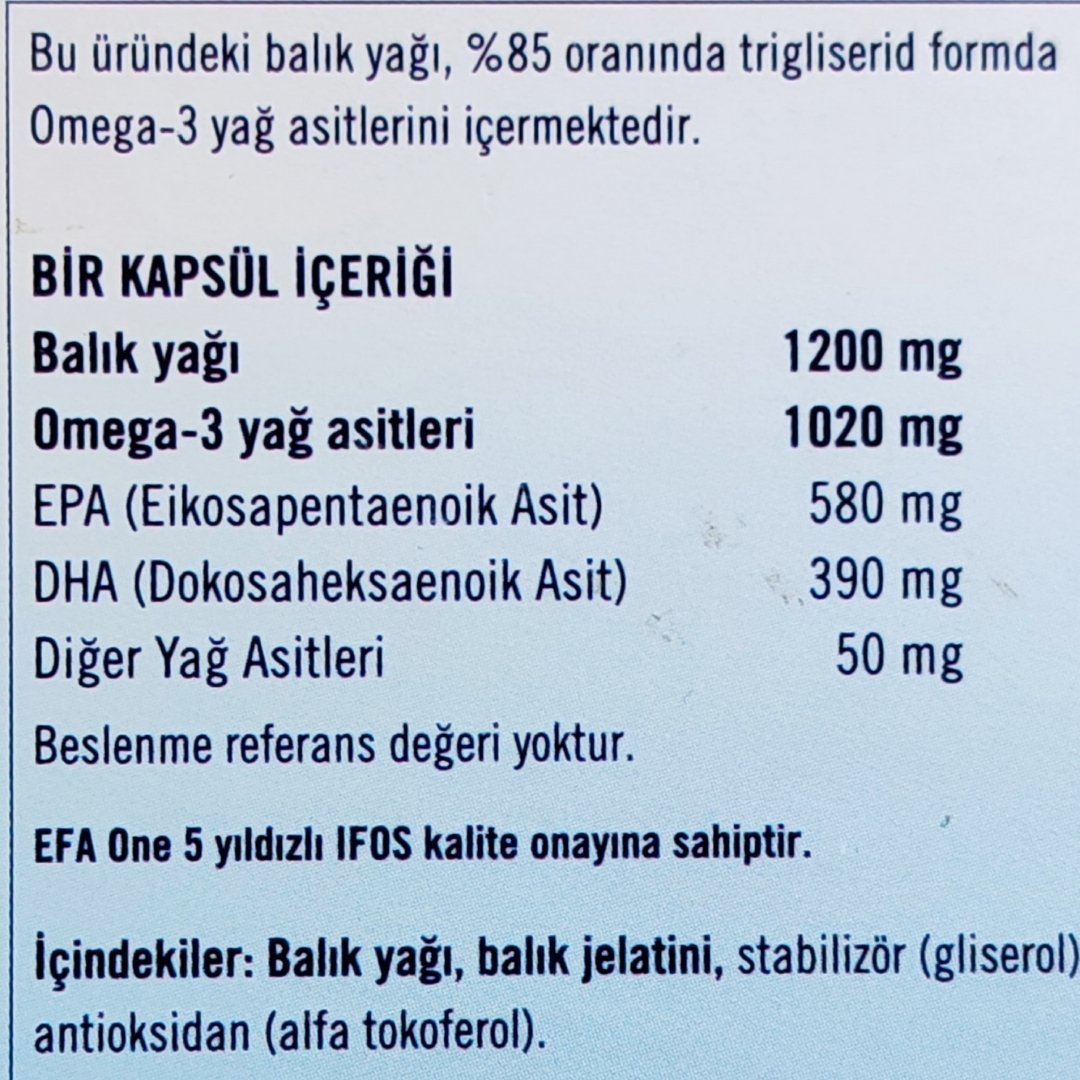 Bu üründeki balık yağı, %85 oranında trigliserid formda
Omega-3 yağ asitlerini içermektedir.
BİR KAPSÜL İÇERİĞİ
Balık yağı 1200 mg
Omega-3 yağ asitleri 1020 mg
EPA (Eikosapentaenoik Asit) 580 mg
DHA (Dokosaheksaenoik Asit) 390 mg
Diğer Yağ Asitleri 50 mg
Beslenme referans değeri yoktur.
EFA One 5 yıldızlı IFOS kalite onayına sahiptir.
İçindekiler: Balık yağı, balık jelatini, stabilizör (gliserol)
antioksidan (alfa tokoferol).